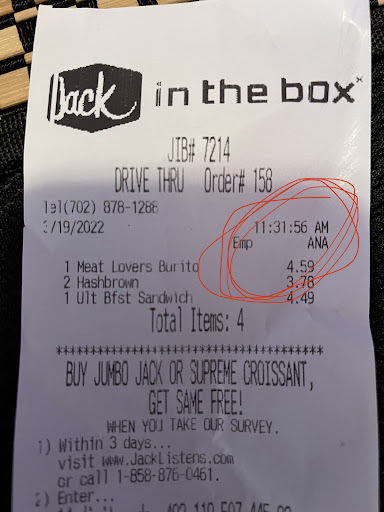 Jack in the box
JIB# 7214
DRIVE THRU Order# 158
Tel(702) 878-1288
3/19/2022 11:31:56 AM
Emp ANA
1 Meat Lovers Burito 4.59
2 Hashbrown 3.78
1 Ult Bfst Sandwich 4.49
Total Items: 4
****************************************
BUY JUMBO JACK OR SUPREME CROISSANT,
GET SAME FREE!
WHEN YOU TAKE OUR SURVEY.
1) Within 3 days...
visit www.JackListens.com
or call 1-858-876-0461.
2) Enter...